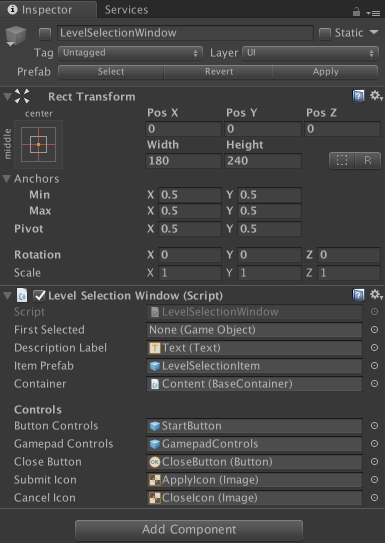 Inspector Services
LevelSelectionWindow Static
Tag Untagged Layer UI
Prefab Select Revert Apply
Rect Transform
center
middle
Pos X Pos Y Pos Z
0 0 0
Width Height
180 240
R
Anchors
Min X 0.5 Y 0.5
Max X 0.5 Y 0.5
Pivot X 0.5 Y 0.5
Rotation X 0 Y 0 Z 0
Scale X 1 Y 1 Z 1
Level Selection Window (Script)
Script LevelSelectionWindow
First Selected None (Game Object)
Description Label Text (Text)
Item Prefab LevelSelectionItem
Container Content (BaseContainer)
Controls
Button Controls StartButton
Gamepad Controls GamepadControls
Close Button CloseButton (Button)
Submit Icon ApplyIcon (Image)
Cancel Icon CloseIcon (Image)
Add Component